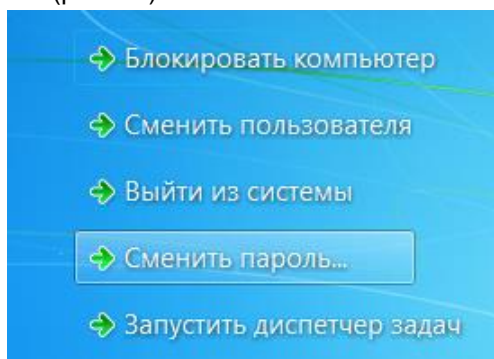 Блокировать компьютер
Сменить пользователя
Выйти из системы
Сменить пароль...
Запустить диспетчер задач